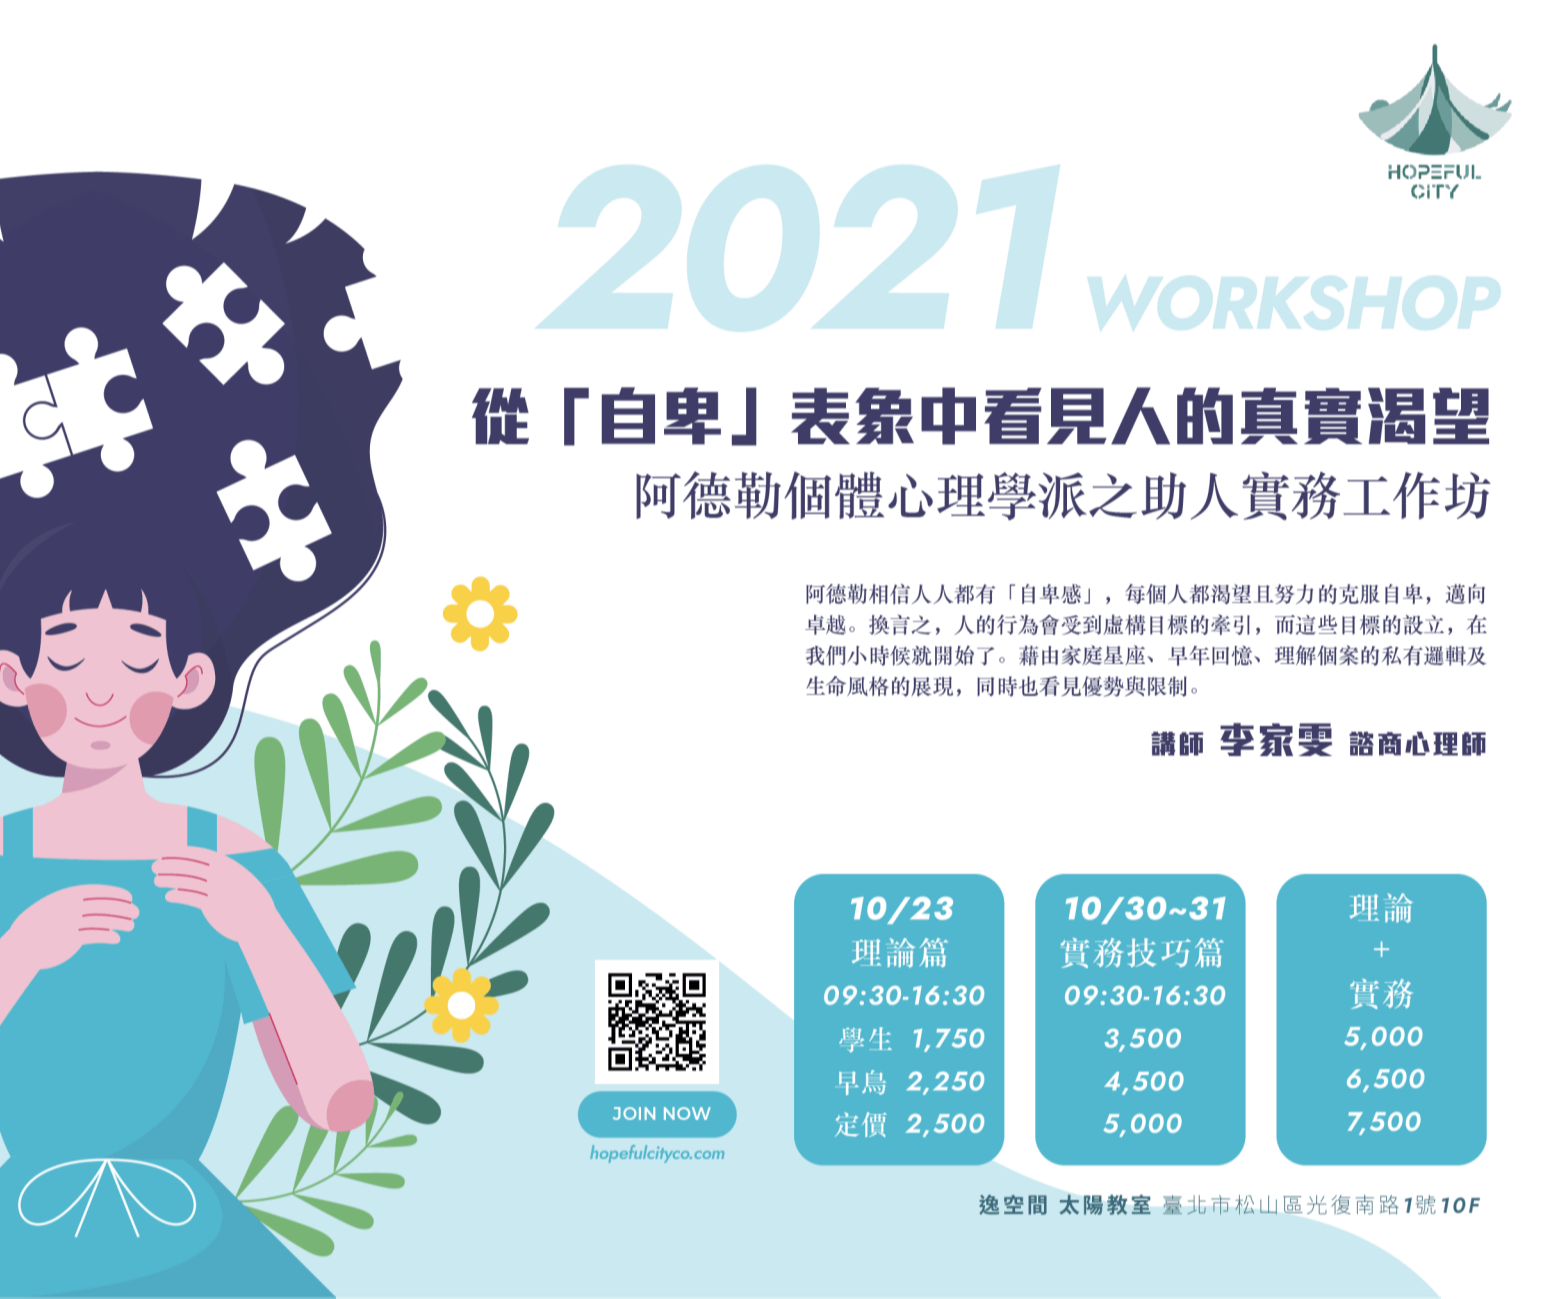 HOPEFUL
CITY
2021 WORKSHOP
從「自卑」表象中看見人的真實渴望
阿德勒個體心理學派之助人實務工作坊
阿德勒相信人人都有「自卑感」，每個人都渴望且努力的克服自卑，邁向
卓越。換言之，人的行為會受到虛構目標的牽引，而這些目標的設立，在
我們小時候就開始了。藉由家庭星座、早年回憶、理解個案的私有邏輯及
生命風格的展現，同時也看見優勢與限制。
講師 李家雯 諮商心理師
10/23
理論篇
09:30-16:30
學生 1,750
早鳥 2,250
定價 2,500
10/30~31
實務技巧篇
09:30-16:30
3,500
4,500
5,000
理論
+
實務
5,000
6,500
7,500
JOIN NOW
hopefulcityco.com
逸空間 太陽教室 臺北市松山區光復南路1號10F